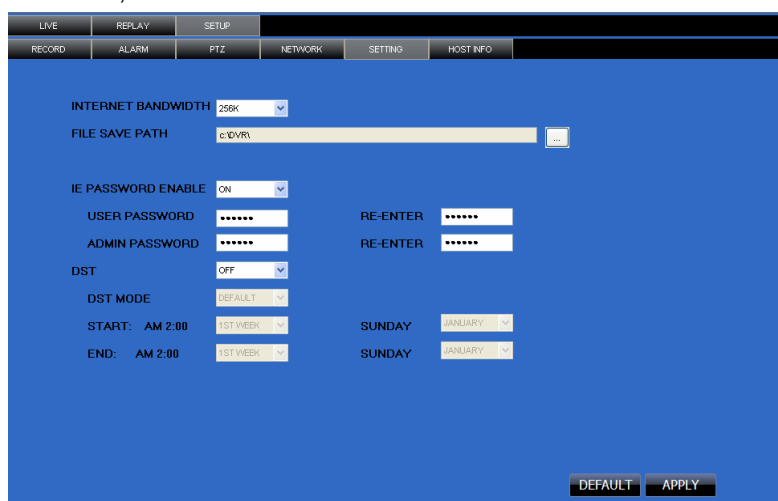 LIVE REPLAY SETUP
RECORD ALARM PTZ NETWORK SETTING HOST INFO
INTERNET BANDWIDTH 256K
FILE SAVE PATH c:\DVR\ ...
IE PASSWORD ENABLE ON
USER PASSWORD •••••• RE-ENTER ••••••
ADMIN PASSWORD •••••• RE-ENTER ••••••
DST OFF
DST MODE DEFAULT
START: AM 2:00 1ST WEEK SUNDAY JANUARY
END: AM 2:00 1ST WEEK SUNDAY JANUARY
DEFAULT APPLY